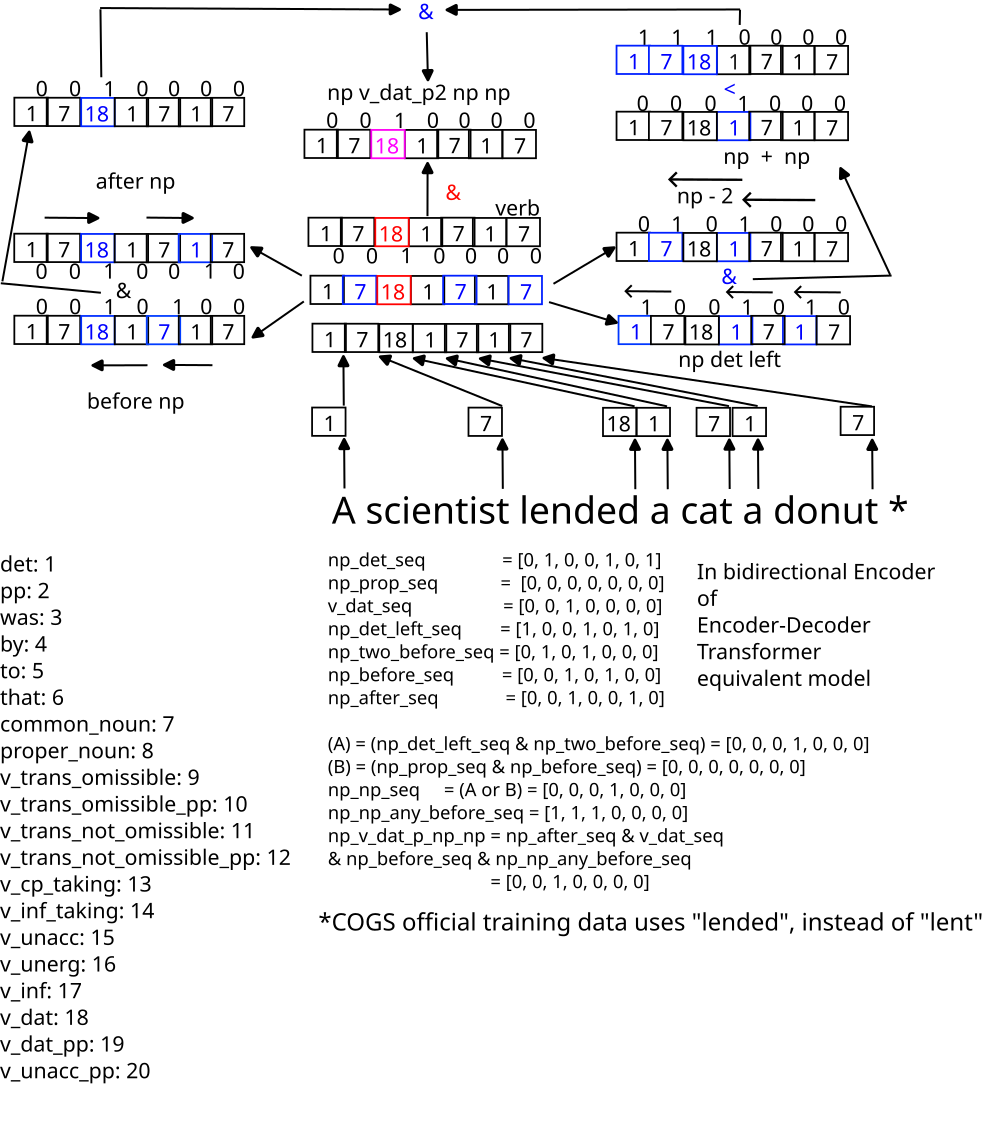 &
1 1 1 0 0 0 0
1 7 18 1 7 1 7
<
0 0 1 0 0 0 0
1 7 18 1 7 1 7
np v_dat_p2 np np
0 0 1 0 0 0 0
1 7 18 1 7 1 7
0 0 0 1 0 0 0
1 7 18 1 7 1 7
np + np
after np
&
np - 2
verb
1 7 18 1 7 1 7
0 0 1 0 0 0 0
0 1 0 1 0 0 0
1 7 18 1 7 1 7
1 7 18 1 7 1 7
0 0 1 0 0 1 0
&
&
1 7 18 1 7 1 7
0 0 1 0 1 0 0
1 7 18 1 7 1 7
1 0 0 1 0 1 0
1 7 18 1 7 1 7
1 7 18 1 7 1 7
np det left
before np
1 7 18 1 7 1 7
A scientist lended a cat a donut *
det: 1
pp: 2
was: 3
by: 4
to: 5
that: 6
common_noun: 7
proper_noun: 8
v_trans_omissible: 9
v_trans_omissible_pp: 10
v_trans_not_omissible: 11
v_trans_not_omissible_pp: 12
v_cp_taking: 13
v_inf_taking: 14
v_unacc: 15
v_unerg: 16
v_inf: 17
v_dat: 18
v_dat_pp: 19
v_unacc_pp: 20
np_det_seq = [0, 1, 0, 0, 1, 0, 1]
np_prop_seq = [0, 0, 0, 0, 0, 0, 0]
v_dat_seq = [0, 0, 1, 0, 0, 0, 0]
np_det_left_seq = [1, 0, 0, 1, 0, 1, 0]
np_two_before_seq = [0, 1, 0, 1, 0, 0, 0]
np_before_seq = [0, 0, 1, 0, 1, 0, 0]
np_after_seq = [0, 0, 1, 0, 0, 1, 0]
In bidirectional Encoder
of
Encoder-Decoder
Transformer
equivalent model
(A) = (np_det_left_seq & np_two_before_seq) = [0, 0, 0, 1, 0, 0, 0]
(B) = (np_prop_seq & np_before_seq) = [0, 0, 0, 0, 0, 0, 0]
np_np_seq = (A or B) = [0, 0, 0, 1, 0, 0, 0]
np_np_any_before_seq = [1, 1, 1, 0, 0, 0, 0]
np_v_dat_p_np_np = np_after_seq & v_dat_seq
& np_before_seq & np_np_any_before_seq
= [0, 0, 1, 0, 0, 0, 0]
*COGS official training data uses "lended", instead of "lent"